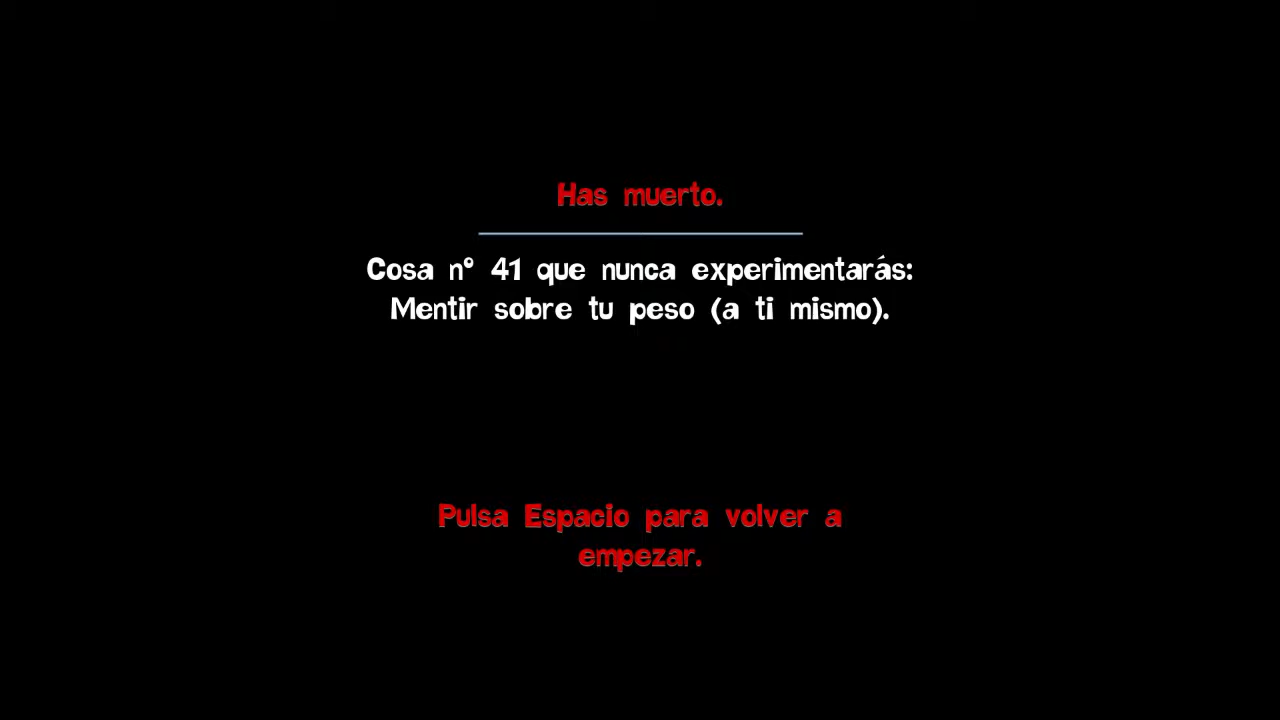 Has muerto.
Cosa nº 41 que nunca experimentarás:
Mentir sobre tu peso (a ti mismo).
Pulsa Espacio para volver a
empezar.